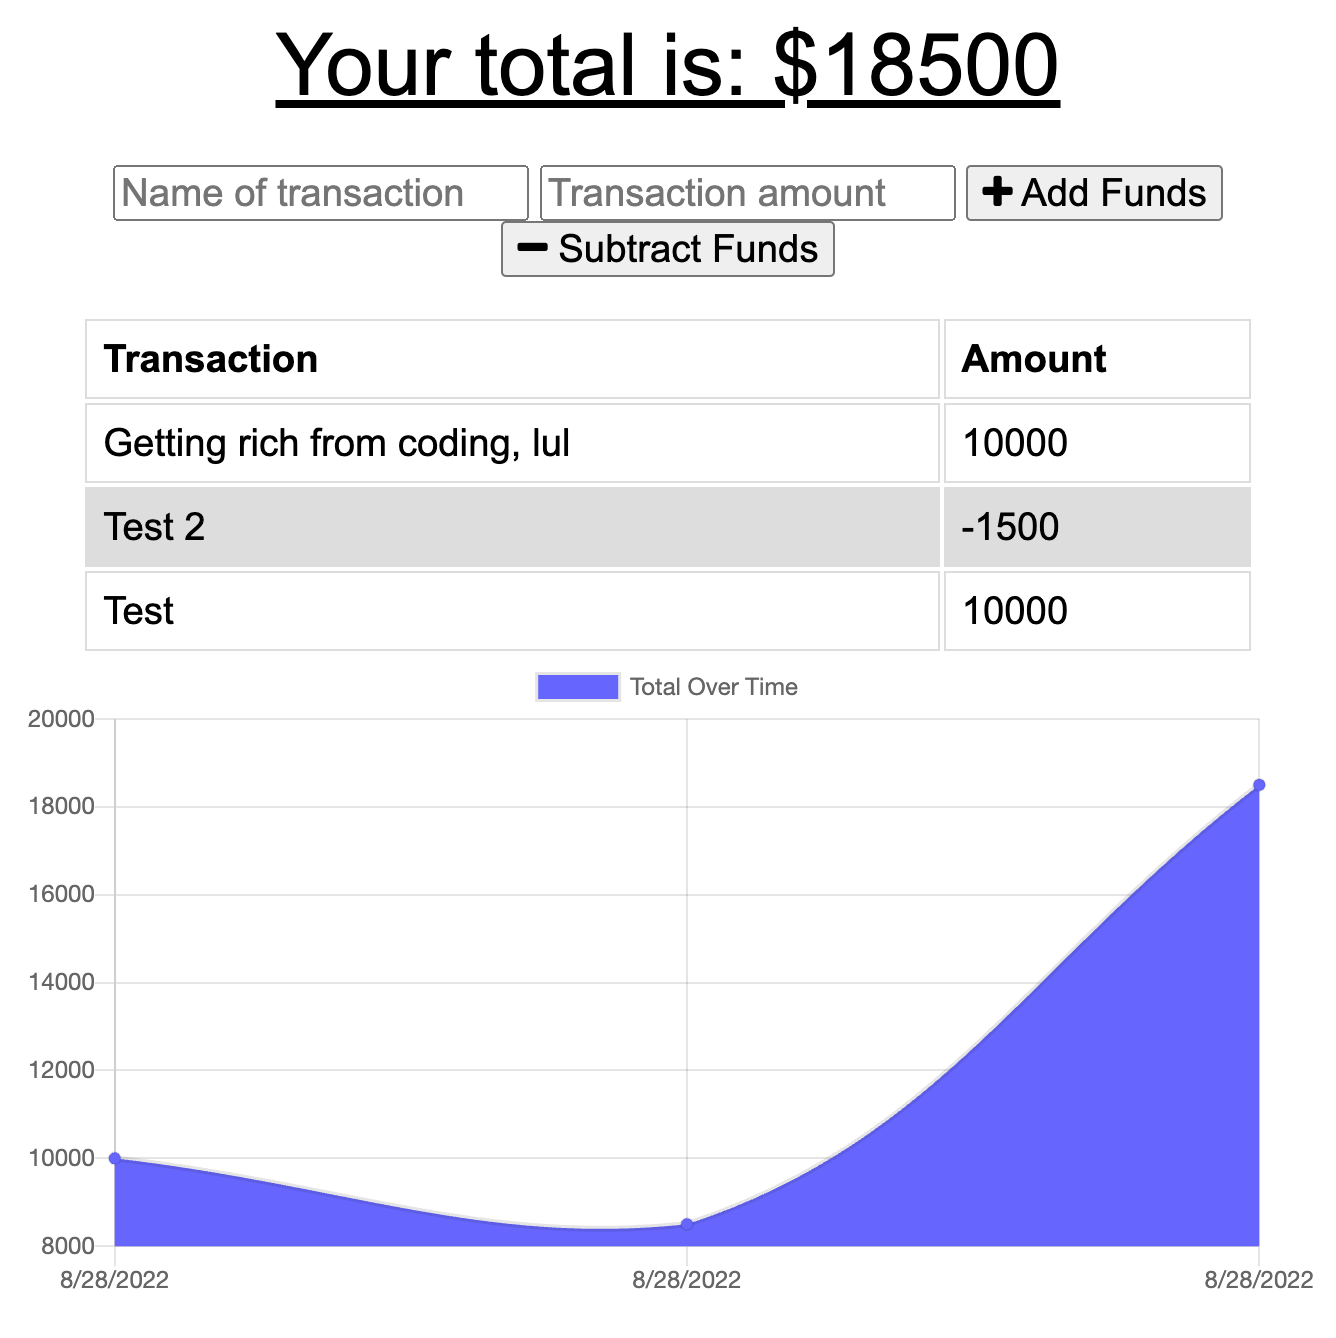 Your total is: $18500
Name of transaction Transaction amount Add Funds
Subtract Funds
Transaction Amount
Getting rich from coding, lul 10000
Test 2 -1500
Test 10000
Total Over Time
20000
18000
16000
14000
12000
10000
8000
8/28/2022 8/28/2022 8/28/2022